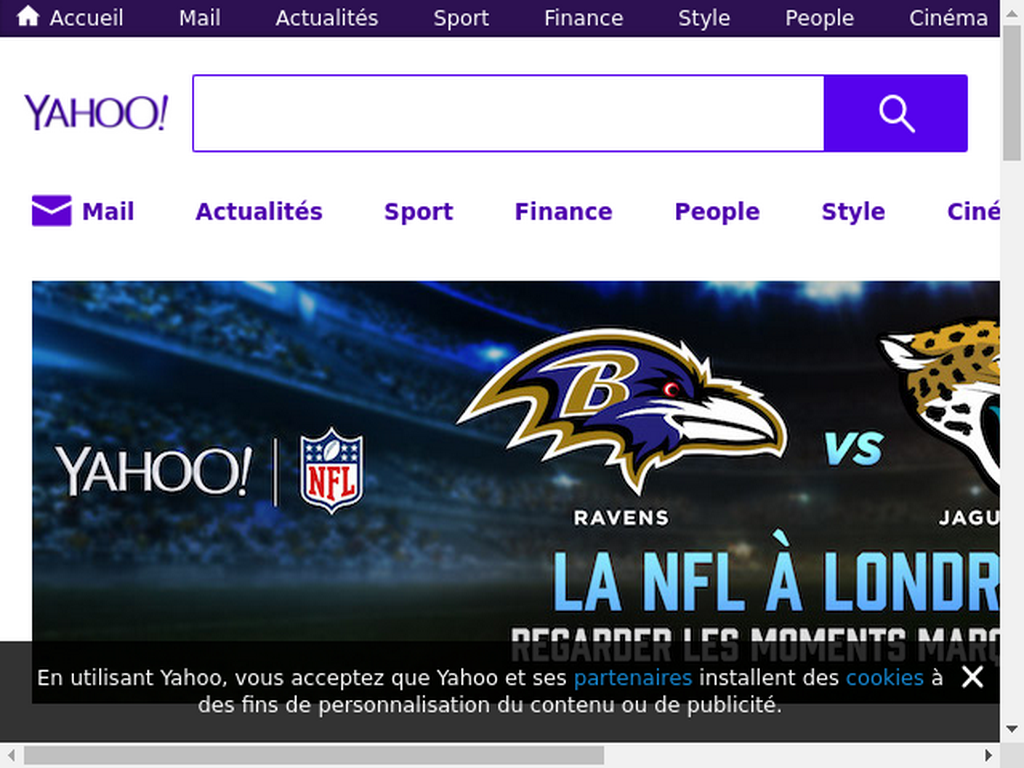 Accueil Mail Actualités Sport Finance Style People Cinéma
YAHOO!
Mail Actualités Sport Finance People Style Ciné
B
VS
YAHOO! NFL
RAVENS JAGU
LA NFL À LONDR
REGARDER LES MOMENTS MARQ
En utilisant Yahoo, vous acceptez que Yahoo et ses partenaires installent des cookies à
des fins de personnalisation du contenu ou de publicité.